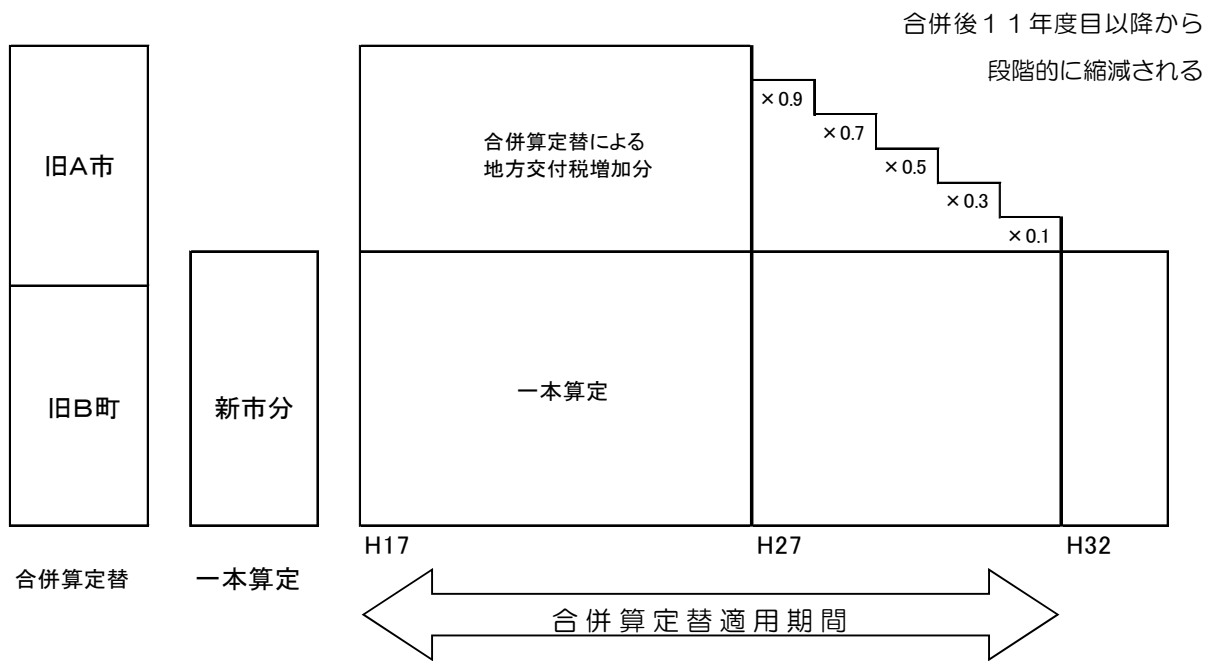 合併後１１年度目以降から
段階的に縮減される
旧Ａ市
旧Ｂ町
合併算定替
新市分
一本算定
合併算定替による
地方交付税増加分
×0.9
×0.7
×0.5
×0.3
×0.1
一本算定
H17
H27
H32
合併算定替適用期間